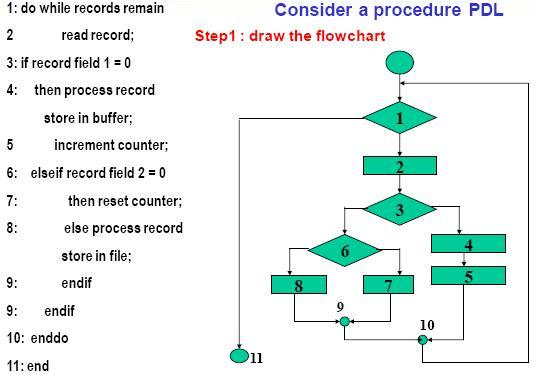 1: do while records remain
2 read record;
3: if record field 1 = 0
4: then process record
store in buffer;
5 increment counter;
6: elseif record field 2 = 0
7: then reset counter;
8: else process record
store in file;
9: endif
9: endif
10: enddo
11: end
Consider a procedure PDL
Step1 : draw the flowchart
1
2
3
4
6
5
8
7
9
10
11